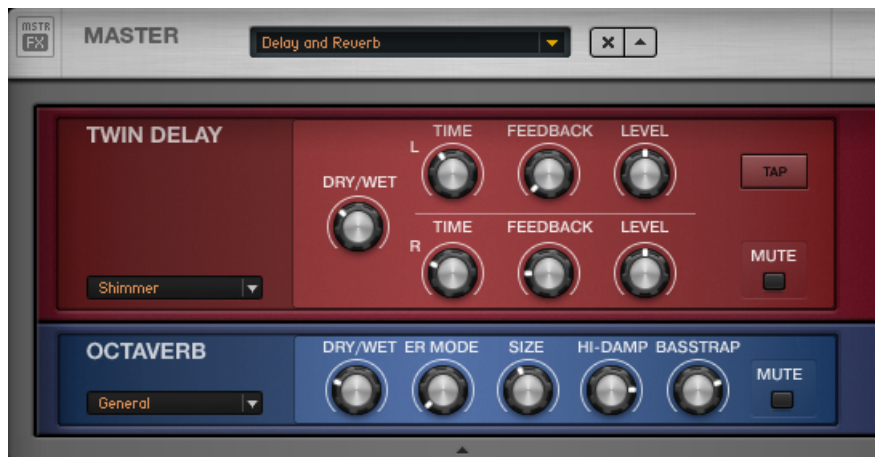 MSTR
FX
MASTER
Delay and Reverb
TWIN DELAY
L
TIME FEEDBACK LEVEL
TAP
DRY/WET
R
TIME FEEDBACK LEVEL
MUTE
Shimmer
OCTAVERB
DRY/WET ER MODE SIZE HI-DAMP BASSTRAP
MUTE
General